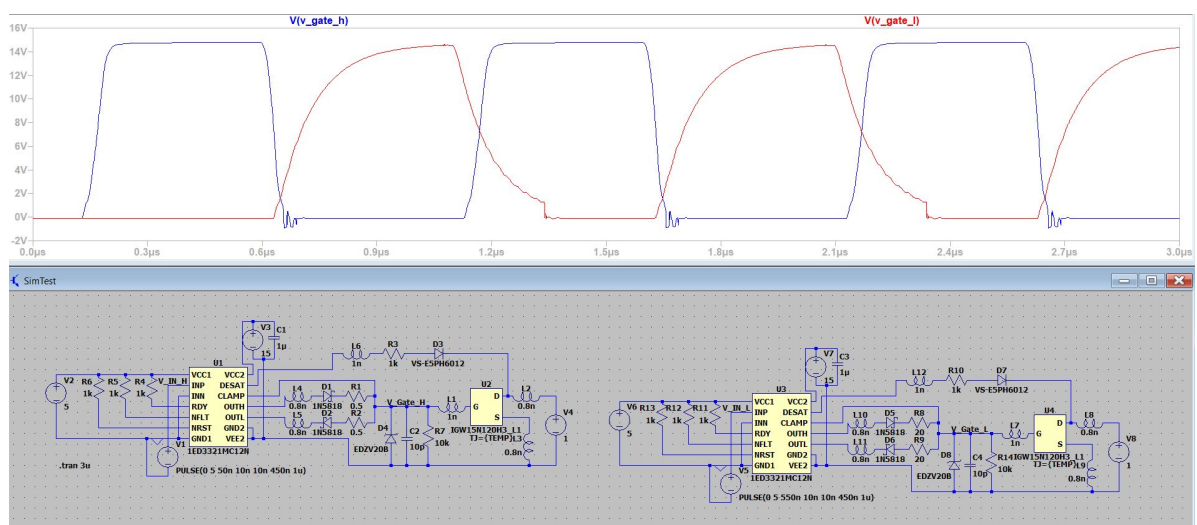 V(v_gate_h) V(v_gate_l)
16V
14V
12V
10V
8V
6V
4V
2V
0V
-2V
0.0µs 0.3µs 0.6µs 0.9µs 1.2µs 1.5µs 1.8µs 2.1µs 2.4µs 2.7µs 3.0µs
SimTest
V3
C1
1µ
15
U1
VCC1 VCC2
INP DESAT
INN CLAMP
RDY OUTH
NFLT OUTL
NRST GND2
GND1 VEE2
1ED3321MC12N
V2
5
R6
1k
R5
1k
R4
1k
V_IN_H
V1
PULSE(0 5 50n 10n 10n 450n 1u)
.tran 3u
L6
1n
R3
1k
D3
VS-E5PH6012
L4
0.8n
D1
1N5818
R1
0.5
L5
0.8n
D2
1N5818
R2
0.5
V_Gate_H
D4
EDZV20B
C2
10p
R7
10k
L1
1n
U2
D
G
S
IGW15N120H3_L1
TJ={TEMP}
L3
0.8n
L2
0.8n
V4
1
V7
C3
1µ
15
U3
VCC1 VCC2
INP DESAT
INN CLAMP
RDY OUTH
NFLT OUTL
NRST GND2
GND1 VEE2
1ED3321MC12N
V6
5
R13
1k
R12
1k
R11
1k
V_IN_L
V5
PULSE(0 5 550n 10n 10n 450n 1u)
L12
1n
R10
1k
D7
VS-E5PH6012
L10
0.8n
D5
1N5818
R8
20
L11
0.8n
D6
1N5818
R9
20
V_Gate_L
D8
EDZV20B
C4
10p
R14
10k
L7
1n
U4
D
G
S
IGW15N120H3_L1
TJ={TEMP}
L9
0.8n
L8
0.8n
V8
1